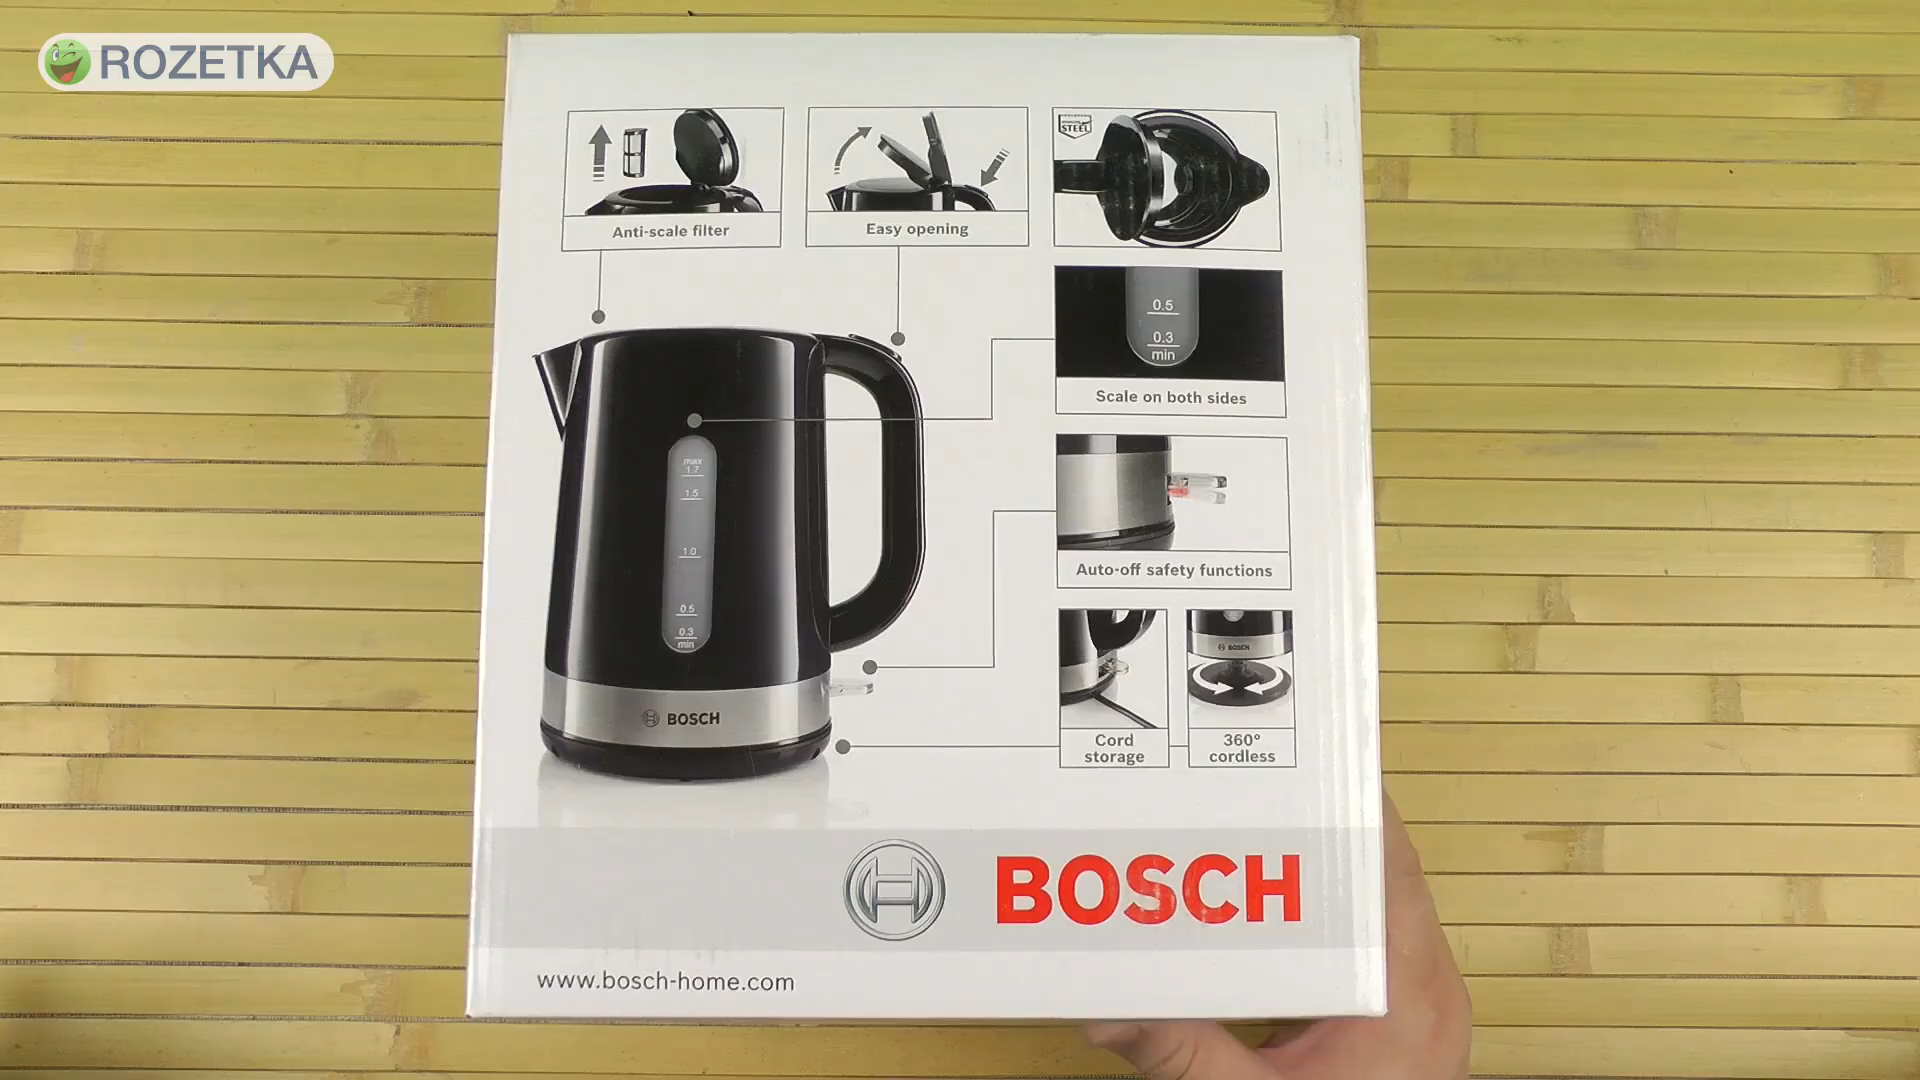 ROZETKA
STEEL
Anti-scale filter
Easy opening
0.5
0.3
min
Scale on both sides
max
1.7
1.5
1.0
0.5
0.3
min
Auto-off safety functions
BOSCH
BOSCH
Cord
storage
360°
cordless
BOSCH
www.bosch-home.com